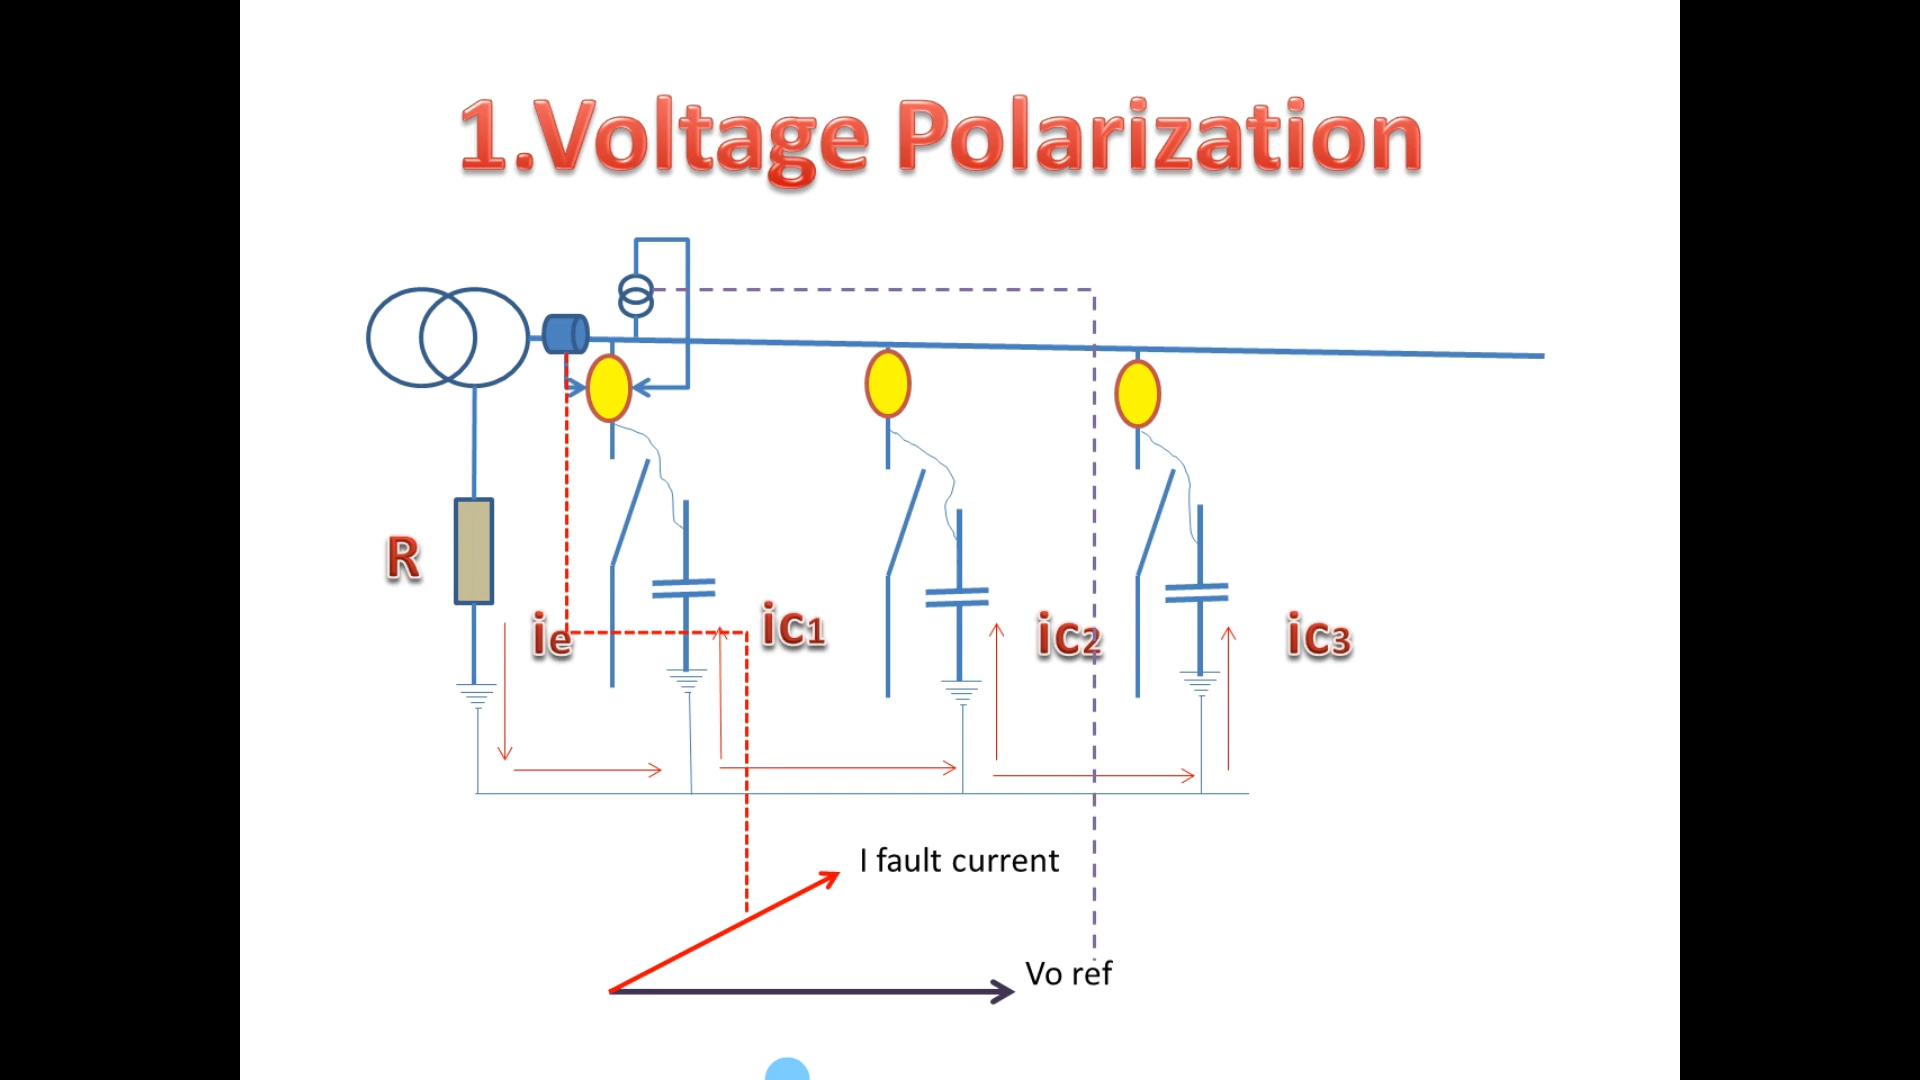 1.Voltage Polarization
R
ie
ic1
ic2
ic3
I fault current
Vo ref